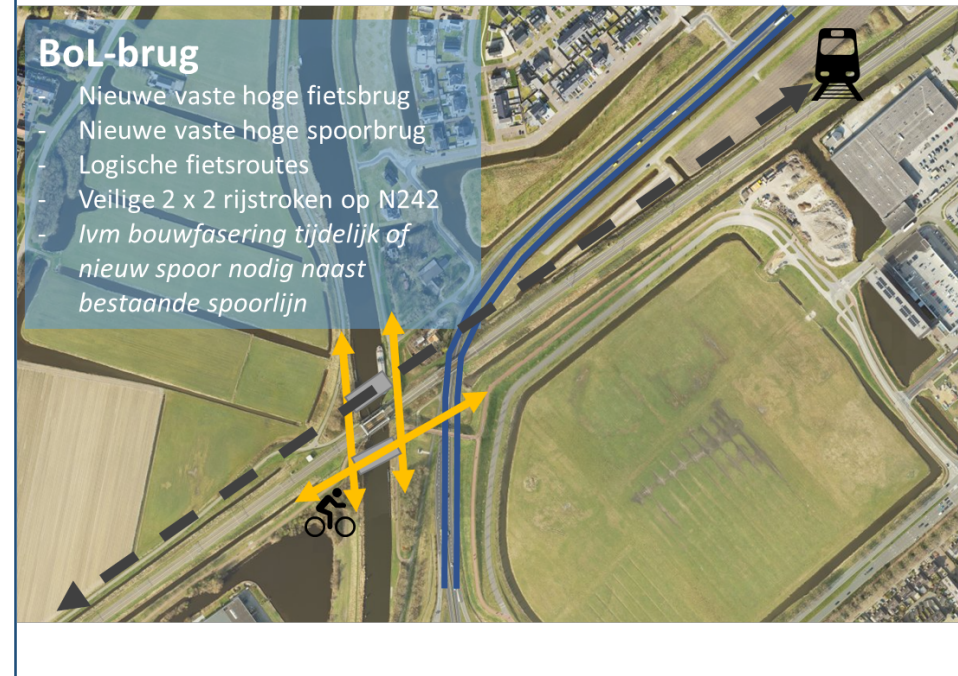 BoL-brug
- Nieuwe vaste hoge fietsbrug
- Nieuwe vaste hoge spoorbrug
- Logische fietsroutes
- Veilige 2 x 2 rijstroken op N242
- Ivm bouwfasering tijdelijk of
nieuw spoor nodig naast
bestaande spoorlijn